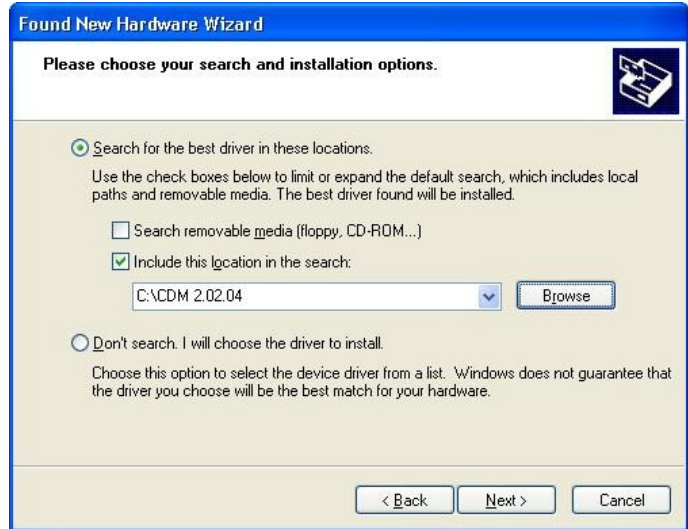 Found New Hardware Wizard
Please choose your search and installation options.
Search for the best driver in these locations.
Use the check boxes below to limit or expand the default search, which includes local
paths and removable media. The best driver found will be installed.
Search removable media (floppy, CD-ROM...)
Include this location in the search:
C:\CDM 2.02.04
Browse
Don't search. I will choose the driver to install.
Choose this option to select the device driver from a list. Windows does not guarantee that
the driver you choose will be the best match for your hardware.
< Back
Next >
Cancel